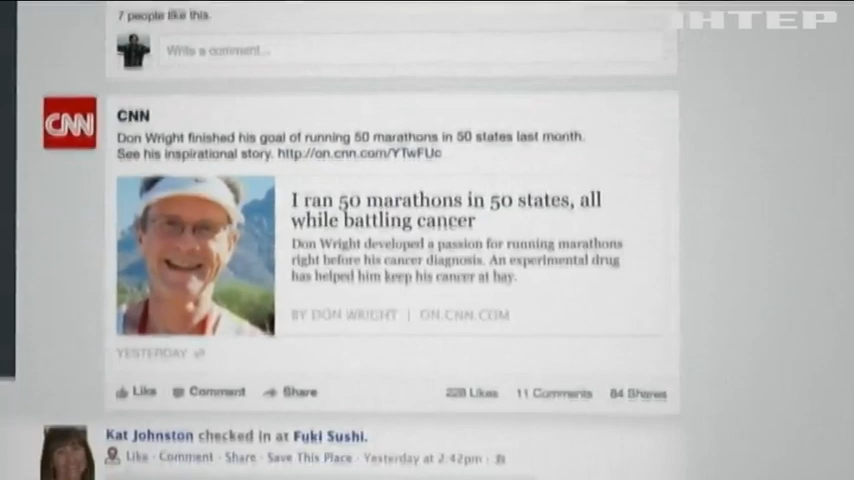 7 people like this.
ІНТЕР
Write a comment...
CNN
CNN
Don Wright finished his goal of running 50 marathons in 50 states last month.
See his inspirational story. http://on.cnn.com/YTwFUc
I ran 50 marathons in 50 states, all
while battling cancer
Don Wright developed a passion for running marathons
right before his cancer diagnosis. An experimental drug
has helped him keep his cancer at bay.
BY DON WRIGHT | ON.CNN.COM
YESTERDAY
Like Comment Share 228 Likes 11 Comments 84 Shares
Kat Johnston checked in at Fuki Sushi.
Like · Comment · Share · Save This Place · Yesterday at 2:42pm ·